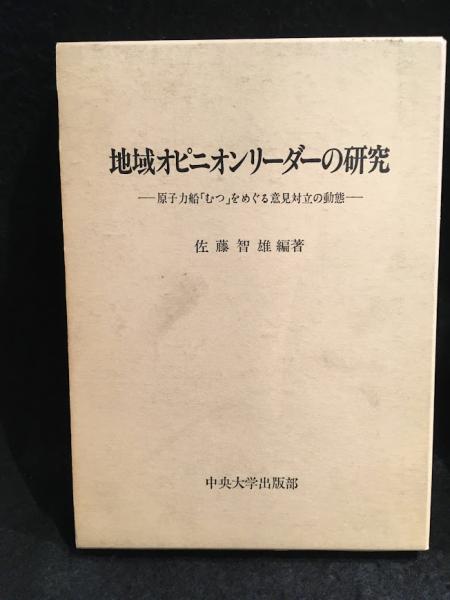 地域オピニオンリーダーの研究
―原子力船「むつ」をめぐる意見対立の動態―
佐藤智雄編著
中央大学出版部